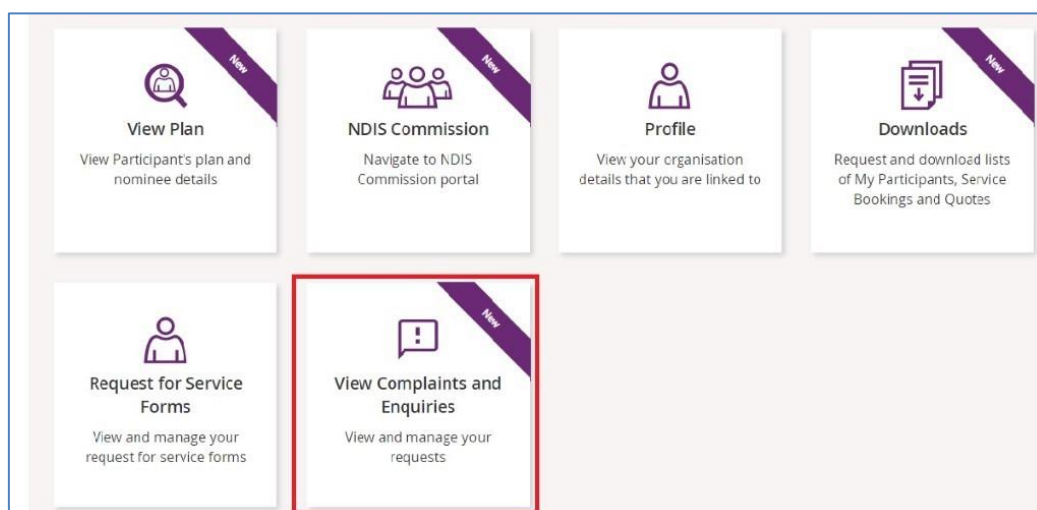 New
View Plan
View Participant's plan and
nominee details
New
NDIS Commission
Navigate to NDIS
Commission portal
Profile
View your organisation
details that you are linked to
New
Downloads
Request and download lists
of My Participants, Service
Bookings and Quotes
Request for Service
Forms
View and manage your
request for service forms
New
View Complaints and
Enquiries
View and manage your
requests